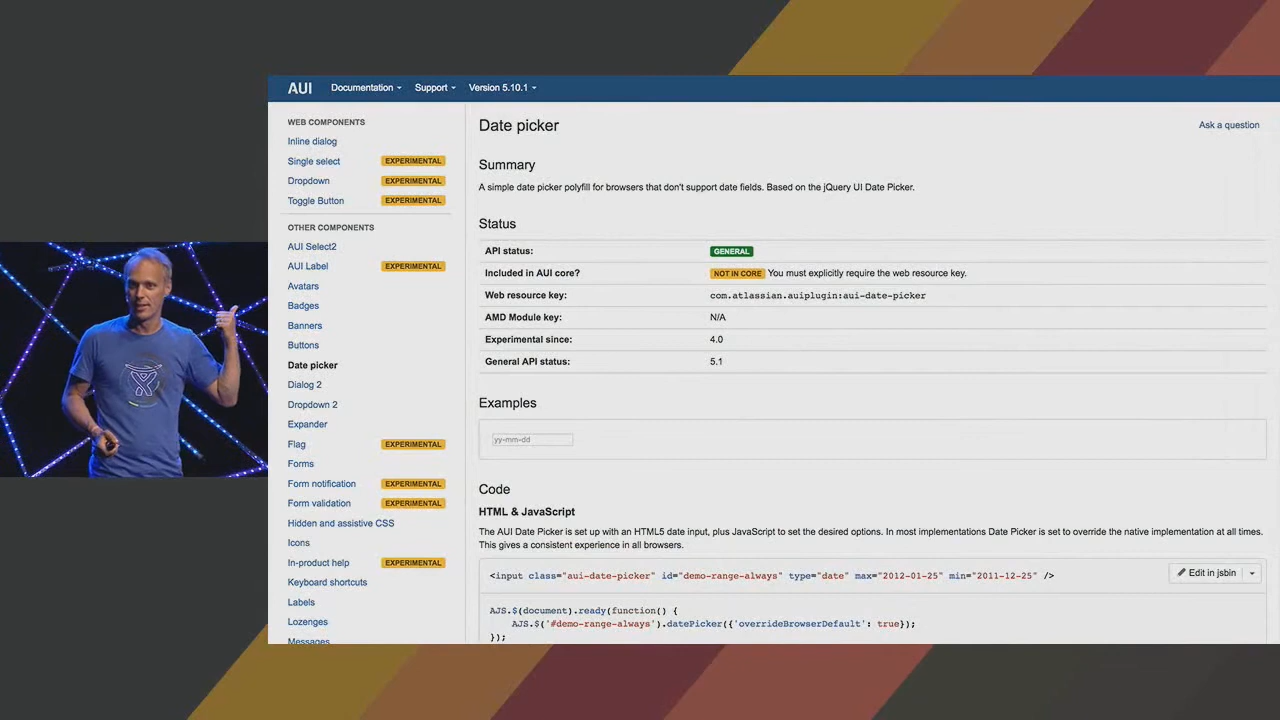 AUI Documentation Support Version 5.10.1
WEB COMPONENTS
Inline dialog
Single select EXPERIMENTAL
Dropdown EXPERIMENTAL
Toggle Button EXPERIMENTAL
OTHER COMPONENTS
AUI Select2
AUI Label EXPERIMENTAL
Avatars
Badges
Banners
Buttons
Date picker
Dialog 2
Dropdown 2
Expander
Flag EXPERIMENTAL
Forms
Form notification EXPERIMENTAL
Form validation EXPERIMENTAL
Hidden and assistive CSS
Icons
In-product help EXPERIMENTAL
Keyboard shortcuts
Labels
Lozenges
Messages
Date picker
Ask a question
Summary
A simple date picker polyfill for browsers that don't support date fields. Based on the jQuery UI Date Picker.
Status
API status: GENERAL
Included in AUI core? NOT IN CORE You must explicitly require the web resource key.
Web resource key: com.atlassian.auiplugin:aui-date-picker
AMD Module key: N/A
Experimental since: 4.0
General API status: 5.1
Examples
yy-mm-dd
Code
HTML & JavaScript
The AUI Date Picker is set up with an HTML5 date input, plus JavaScript to set the desired options. In most implementations Date Picker is set to override the native implementation at all times.
This gives a consistent experience in all browsers.
<input class="aui-date-picker" id="demo-range-always" type="date" max="2012-01-25" min="2011-12-25" />
Edit in jsbin
AJS.$(document).ready(function() {
AJS.$('#demo-range-always').datePicker({'overrideBrowserDefault': true});
});